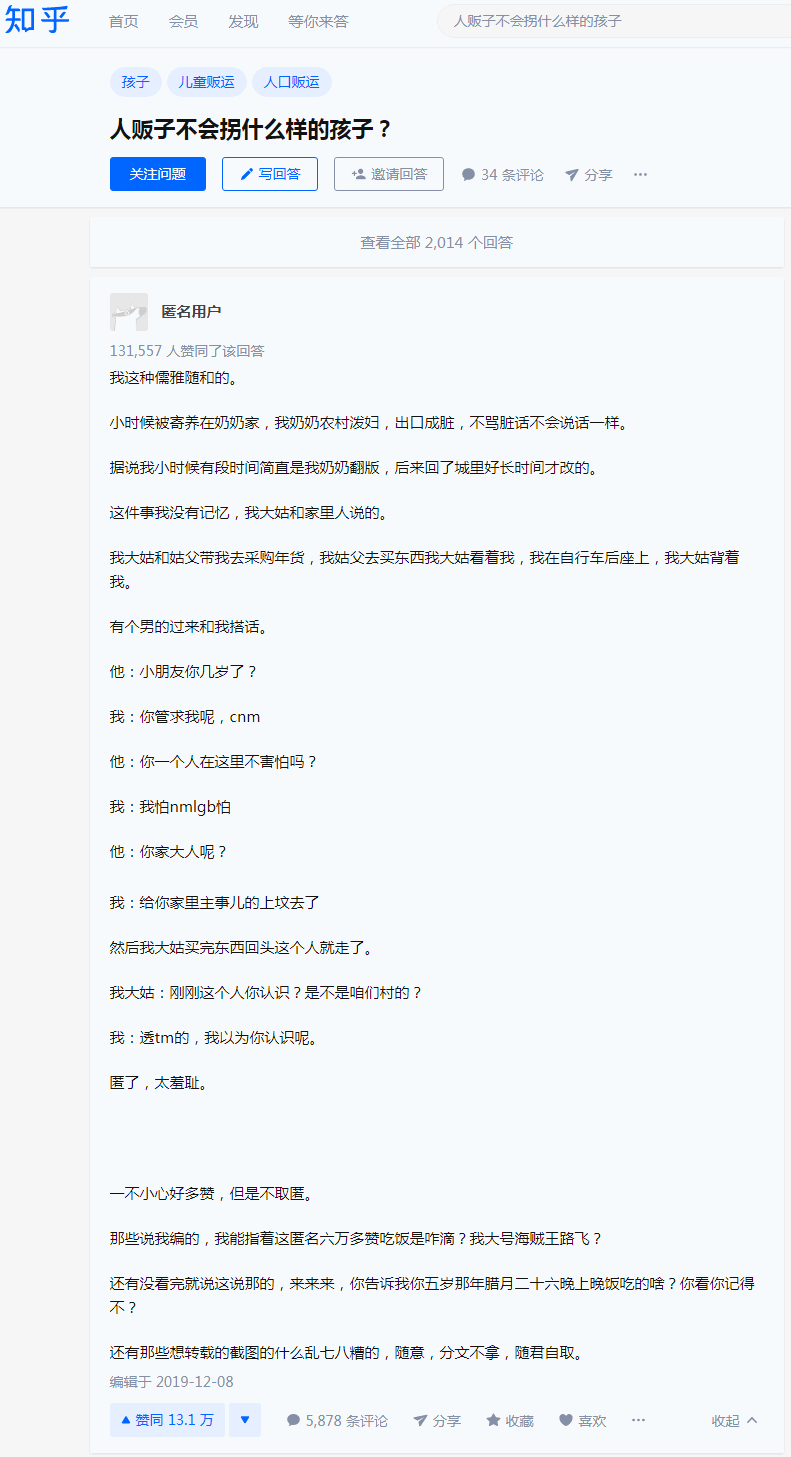 知乎 首页 会员 发现 等你来答 人贩子不会拐什么样的孩子
孩子 儿童贩运 人口贩运
人贩子不会拐什么样的孩子？
关注问题 写回答 邀请回答 34 条评论 分享 ···
查看全部 2,014 个回答
匿名用户
131,557 人赞同了该回答
我这种儒雅随和的。
小时候被寄养在奶奶家，我奶奶农村泼妇，出口成脏，不骂脏话不会说话一样。
据说我小时候有段时间简直是我奶奶翻版，后来回了城里好长时间才改的。
这件事我没有记忆，我大姑和家里人说的。
我大姑和姑父带我去采购年货，我姑父去买东西我大姑看着我，我在自行车后座上，我大姑背着
我。
有个男的过来和我搭话。
他：小朋友你几岁了？
我：你管求我呢，cnm
他：你一个人在这里不害怕吗？
我：我怕nmlgb怕
他：你家大人呢？
我：给你家里主事儿的上坟去了
然后我大姑买完东西回头这个人就走了。
我大姑：刚刚这个人你认识？是不是咱们村的？
我：透tm的，我以为你认识呢。
匿了，太羞耻。
一不小心好多赞，但是不取匿。
那些说我编的，我能指着这匿名六万多赞吃饭是咋滴？我大号海贼王路飞？
还有没看完就说这说那的，来来来，你告诉我你五岁那年腊月二十六晚上晚饭吃的啥？你看你记得
不？
还有那些想转载的截图的什么乱七八糟的，随意，分文不拿，随君自取。
编辑于 2019-12-08
赞同 13.1 万 5,878 条评论 分享 收藏 喜欢 ··· 收起